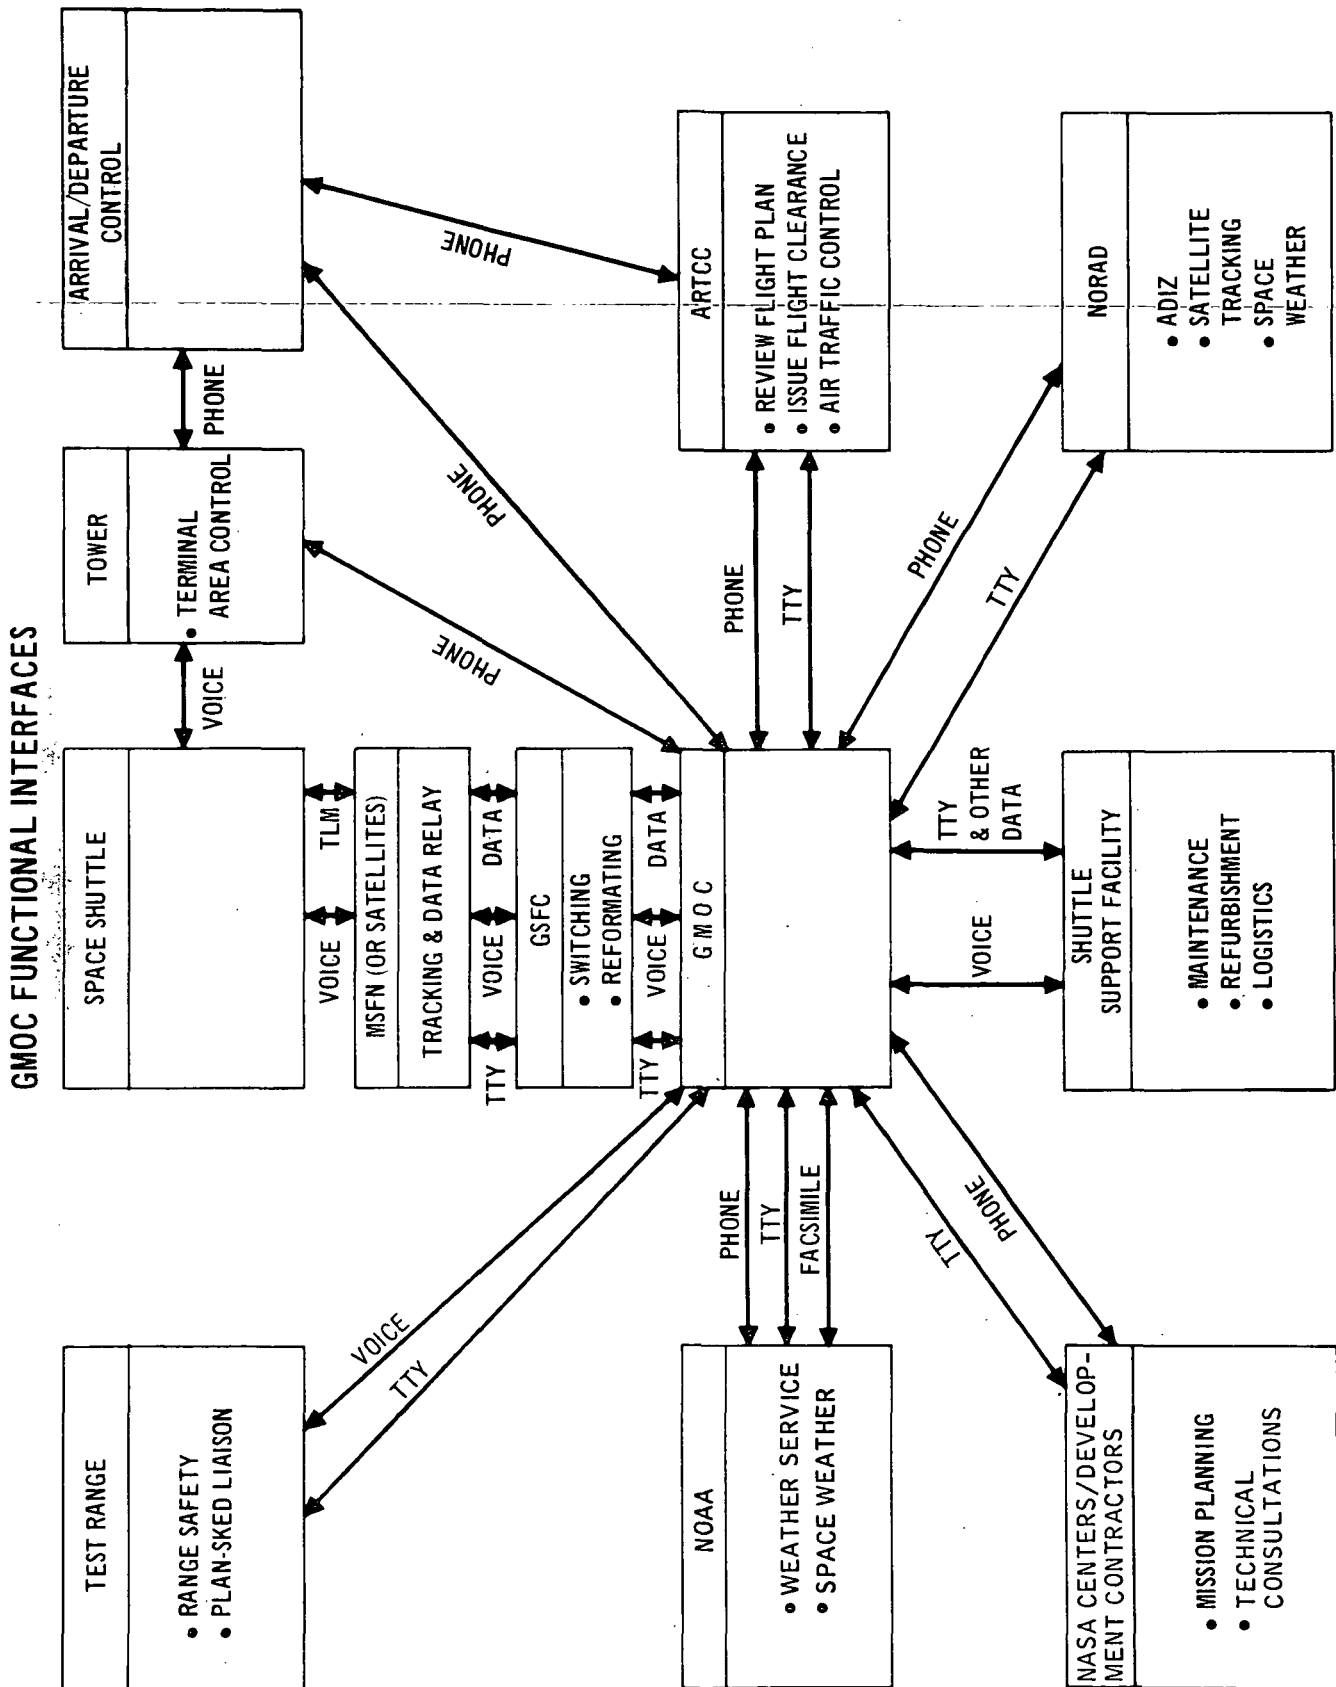 GMOC FUNCTIONAL INTERFACES
TEST RANGE
• RANGE SAFETY
• PLAN-SKED LIAISON
SPACE SHUTTLE
VOICE
TOWER
• TERMINAL
AREA CONTROL
PHONE
ARRIVAL/DEPARTURE
CONTROL
VOICE
TLM
MSFN (OR SATELLITES)
TRACKING & DATA RELAY
TTY
VOICE
DATA
GSFC
• SWITCHING
• REFORMATING
TTY
VOICE
DATA
VOICE
TTY
PHONE
PHONE
PHONE
NOAA
• WEATHER SERVICE
• SPACE WEATHER
PHONE
TTY
FACSIMILE
GMOC
PHONE
TTY
ARTCC
• REVIEW FLIGHT PLAN
• ISSUE FLIGHT CLEARANCE
• AIR TRAFFIC CONTROL
TTY
PHONE
VOICE
TTY
& OTHER
DATA
PHONE
TTY
NASA CENTERS/DEVELOP-
MENT CONTRACTORS
• MISSION PLANNING
• TECHNICAL
CONSULTATIONS
SHUTTLE
SUPPORT FACILITY
• MAINTENANCE
• REFURBISHMENT
• LOGISTICS
NORAD
• ADIZ
• SATELLITE
TRACKING
• SPACE
WEATHER